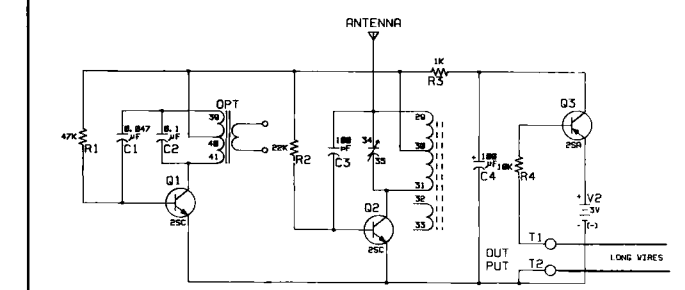 ANTENNA
1K
R3
OPT
Q3
47K
R1
0.047
µF
C1
0.1
µF
C2
39
40
41
22K
R2
100
PF
C3
34
35
29
30
31
32
33
100
µF
C4
10K
R4
2SA
Q1
2SC
Q2
2SC
+
V2
3V
-
(-)
OUT
PUT
T1
T2
LONG WIRES